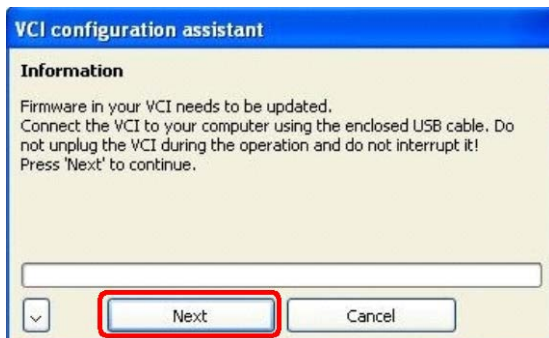 VCI configuration assistant
Information
Firmware in your VCI needs to be updated.
Connect the VCI to your computer using the enclosed USB cable. Do
not unplug the VCI during the operation and do not interrupt it!
Press 'Next' to continue.
Next
Cancel